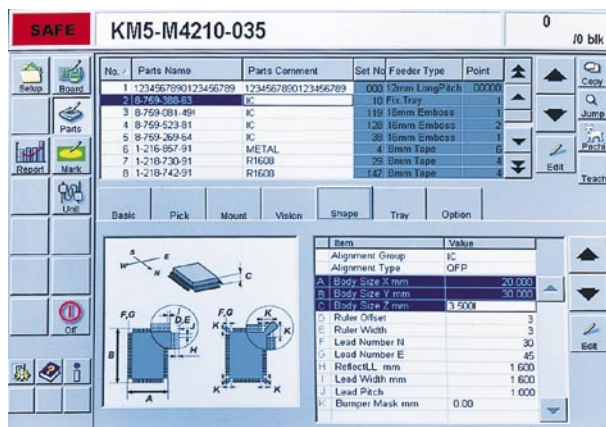 SAFE
KM5-M4210-035
0
/0 blk
No. / Parts Name Parts Comment Set No Feeder Type Point
1 1234567890123456789 1234567890123456789 000 12mm LongPitch 00000
2 8-759-388-63 IC 10 Fix.Tray 1
3 8-759-081-49 IC 119 16mm Emboss 1
4 8-759-523-81 IC 128 16mm Emboss 2
5 8-759-269-64 IC 38 16mm Emboss 1
6 1-216-857-91 METAL 4 8mm Tape 6
7 1-218-730-91 R1608 29 8mm Tape 4
8 1-218-742-91 R1608 147 8mm Tape 4
Setup Board
Parts
Report Mark
Unit
Off
Copy
Jump
Edit
Teach
Basic Pick Mount Vision Shape Tray Option
S E
W N
C
F,G D,E J
I
H
B
A
F,G K
K
K K
Item Value
Alignment Group IC
Alignment Type QFP
A Body Size X mm 20.000
B Body Size Y mm 30.000
C Body Size Z mm 3.500
D Ruler Offset 3
E Ruler Width 3
F Lead Number N 30
G Lead Number E 45
H ReflectLL mm 1.600
I Lead Width mm 1.600
J Lead Pitch 1.000
K Bumper Mask mm 0.00
Edit